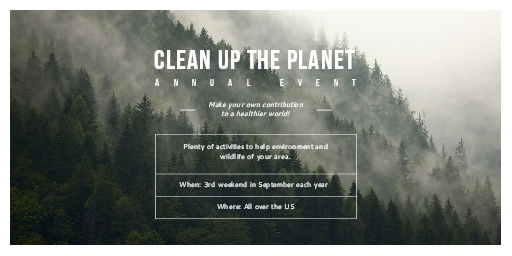 CLEAN UP THE PLANET
ANNUAL EVENT
Make your own contribution
to a healthier world!
Plenty of activities to help environment and
wildlife of your area.
When: 3rd weekend in September each year
Where: All over the US